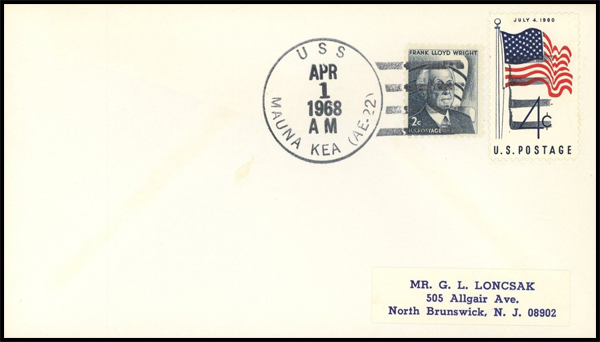 USS
APR
1
1968
AM
MAUNA KEA (AE-22)
FRANK LLOYD WRIGHT
2c
U.S. POSTAGE
JULY 4, 1960
4¢
U.S. POSTAGE
MR. G. L. LONCSAK
505 Allgair Ave.
North Brunswick, N. J. 08902